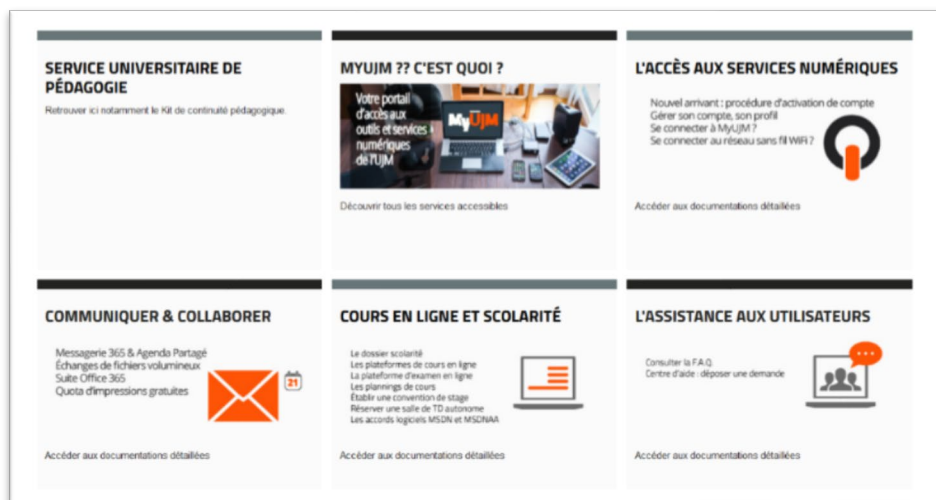 SERVICE UNIVERSITAIRE DE
PÉDAGOGIE
Retrouver ici notamment le Kit de continuité pédagogique.
MYUJM ?? C'EST QUOI ?
Votre portail
d'accès aux
outils et services
numériques
de l'UJM
MyUJM
Découvrir tous les services accessibles
L'ACCÈS AUX SERVICES NUMÉRIQUES
Nouvel arrivant : procédure d'activation de compte
Gérer son compte, son profil
Se connecter à MyUJM ?
Se connecter au réseau sans fil WiFi ?
Accéder aux documentations détaillées
COMMUNIQUER & COLLABORER
Messagerie 365 & Agenda Partagé
Échanges de fichiers volumineux
Suite Office 365
Quota d'impressions gratuites
31
Accéder aux documentations détaillées
COURS EN LIGNE ET SCOLARITÉ
Le dossier scolarité
Les plateformes de cours en ligne
La plateforme d'examen en ligne
Les plannings de cours
Établir une convention de stage
Réserver une salle de TD autonome
Les accords logiciels MSDN et MSDNAA
Accéder aux documentations détaillées
L'ASSISTANCE AUX UTILISATEURS
Consulter la F.A.Q.
Centre d'aide : déposer une demande
Accéder aux documentations détaillées